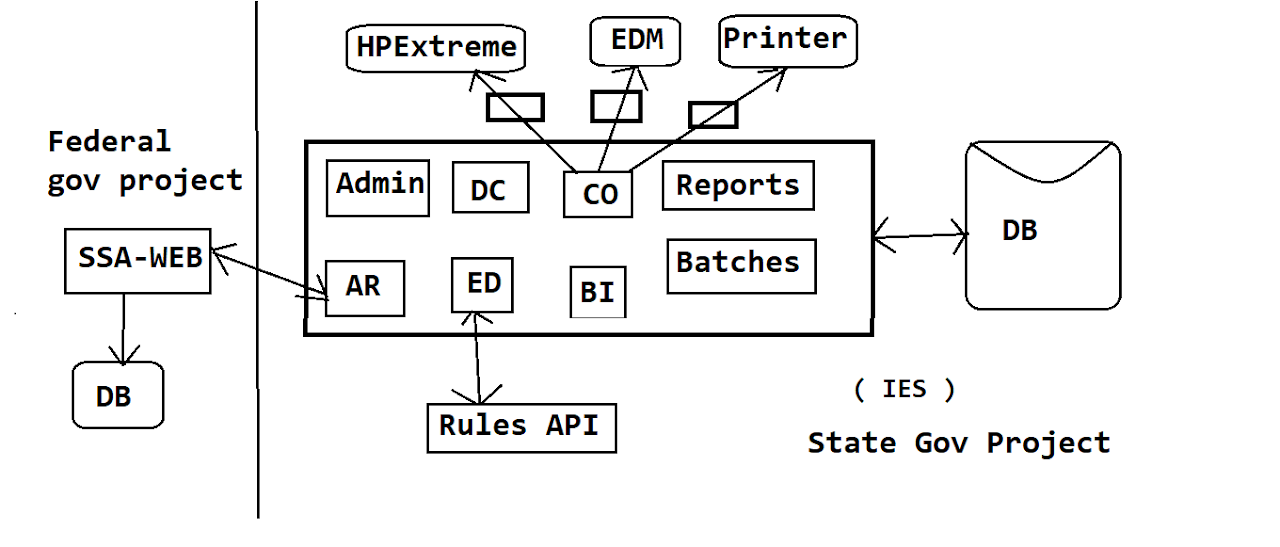 HPExtreme
EDM
Printer
Federal
gov project
Admin
DC
CO
Reports
SSA-WEB
AR
ED
BI
Batches
DB
DB
Rules API
( IES )
State Gov Project